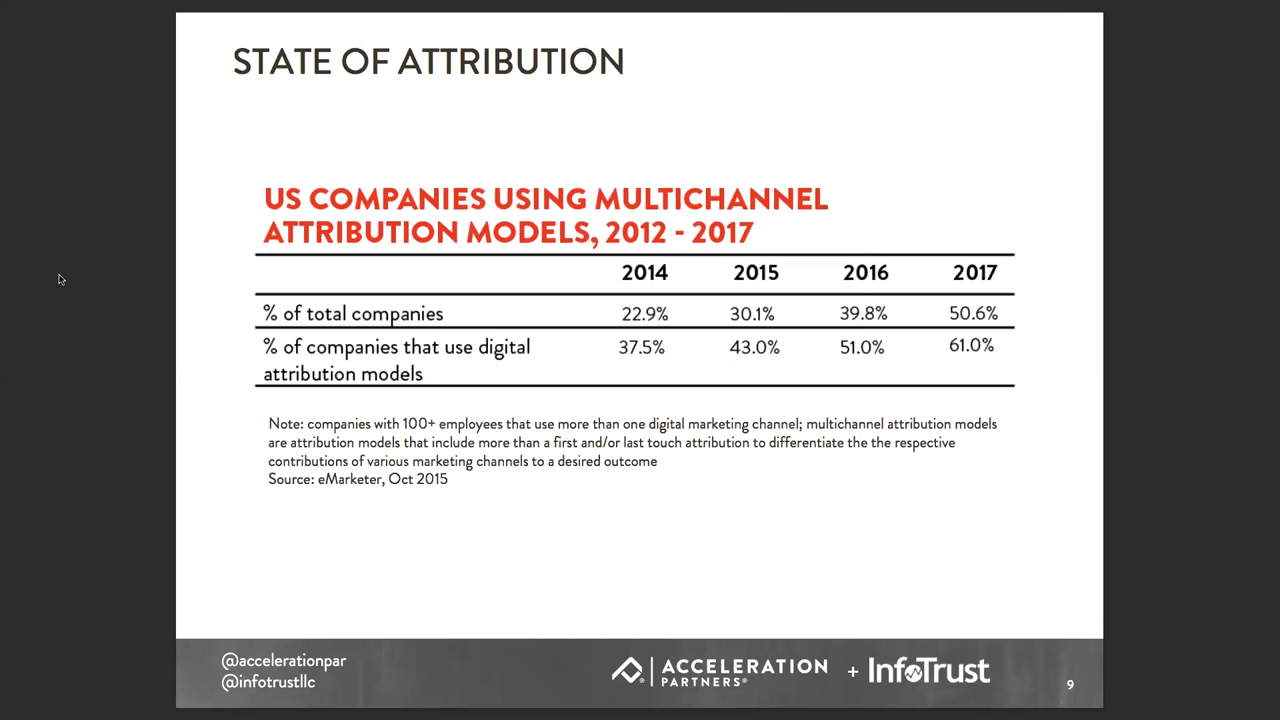 STATE OF ATTRIBUTION
US COMPANIES USING MULTICHANNEL
ATTRIBUTION MODELS, 2012 - 2017
2014 2015 2016 2017
% of total companies 22.9% 30.1% 39.8% 50.6%
% of companies that use digital 37.5% 43.0% 51.0% 61.0%
attribution models
Note: companies with 100+ employees that use more than one digital marketing channel; multichannel attribution models
are attribution models that include more than a first and/or last touch attribution to differentiate the the respective
contributions of various marketing channels to a desired outcome
Source: eMarketer, Oct 2015
@accelerationpar
@infotrustllc
ACCELERATION
PARTNERS®
+ InfoTrust
9